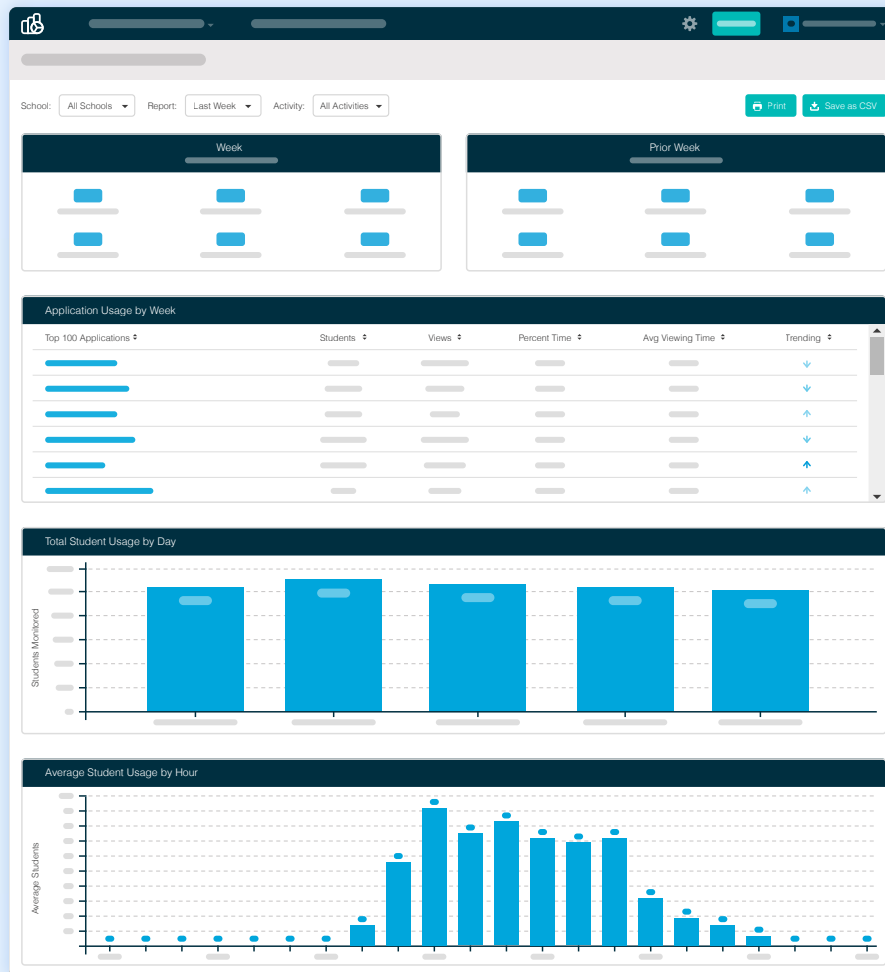 School: All Schools Report: Last Week Activity: All Activities Print Save as CSV
Week Prior Week
Application Usage by Week
Top 100 Applications Students Views Percent Time Avg Viewing Time Trending
Total Student Usage by Day
Students Monitored
Average Student Usage by Hour
Average Students